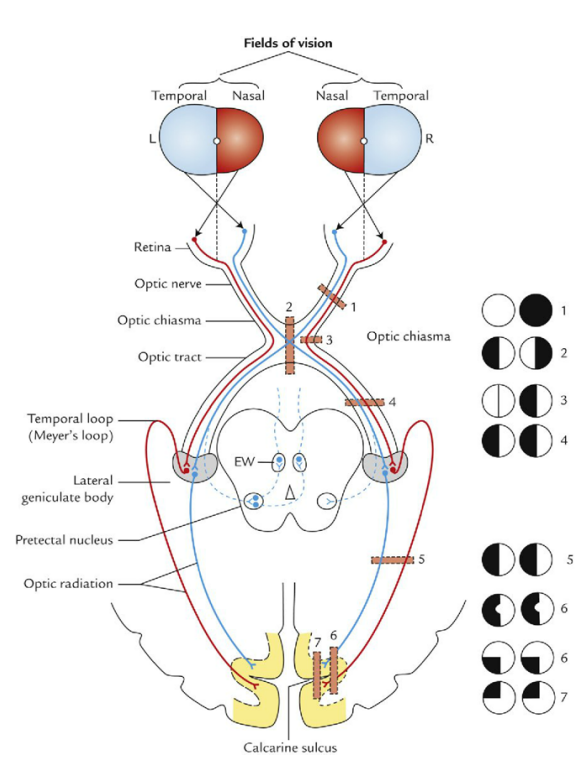 Fields of vision
Temporal Nasal Nasal Temporal
L R
Retina
Optic nerve
1
2
Optic chiasma
3
Optic chiasma
Optic tract
4
Temporal loop
(Meyer's loop)
EW
Lateral
geniculate body
Pretectal nucleus
5
Optic radiation
7 6
Calcarine sulcus
1
2
3
4
5
6
6
7